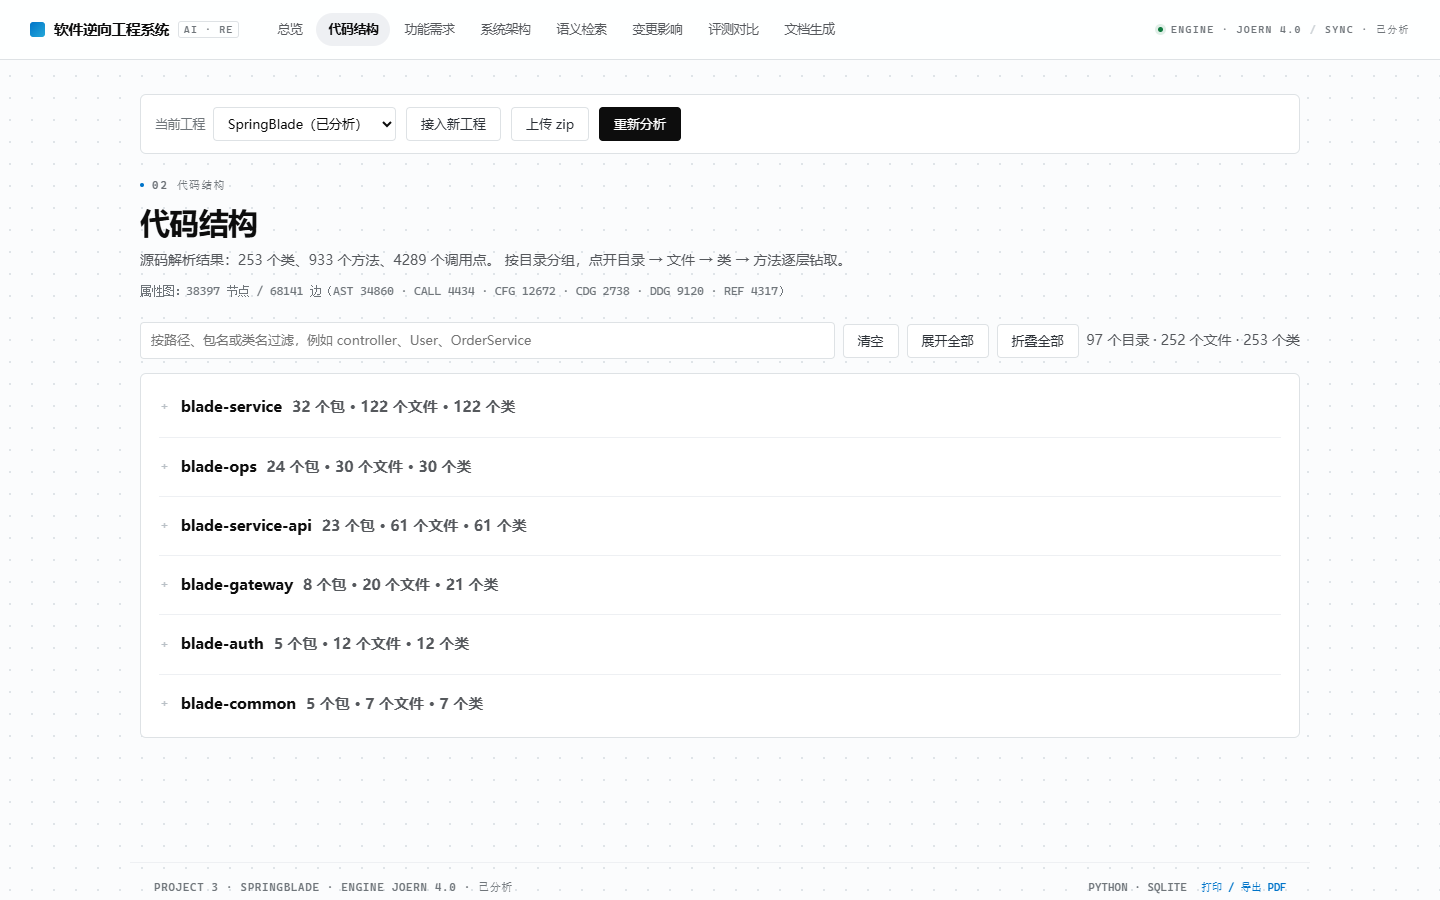 软件逆向工程系统 AI · RE 总览 代码结构 功能需求 系统架构 语义检索 变更影响 评测对比 文档生成 ENGINE · JOERN 4.0 / SYNC · 已分析
当前工程 SpringBlade（已分析） 接入新工程 上传 zip 重新分析
02 代码结构
代码结构
源码解析结果：253 个类、933 个方法、4289 个调用点。 按目录分组，点开目录 → 文件 → 类 → 方法逐层钻取。
属性图：38397 节点 / 68141 边（AST 34860 · CALL 4434 · CFG 12672 · CDG 2738 · DDG 9120 · REF 4317）
按路径、包名或类名过滤，例如 controller、User、OrderService 清空 展开全部 折叠全部 97 个目录 · 252 个文件 · 253 个类
+ blade-service 32 个包 • 122 个文件 • 122 个类
+ blade-ops 24 个包 • 30 个文件 • 30 个类
+ blade-service-api 23 个包 • 61 个文件 • 61 个类
+ blade-gateway 8 个包 • 20 个文件 • 21 个类
+ blade-auth 5 个包 • 12 个文件 • 12 个类
+ blade-common 5 个包 • 7 个文件 • 7 个类
PROJECT 3 · SPRINGBLADE · ENGINE JOERN 4.0 · 已分析 PYTHON · SQLITE 打印 / 导出 PDF